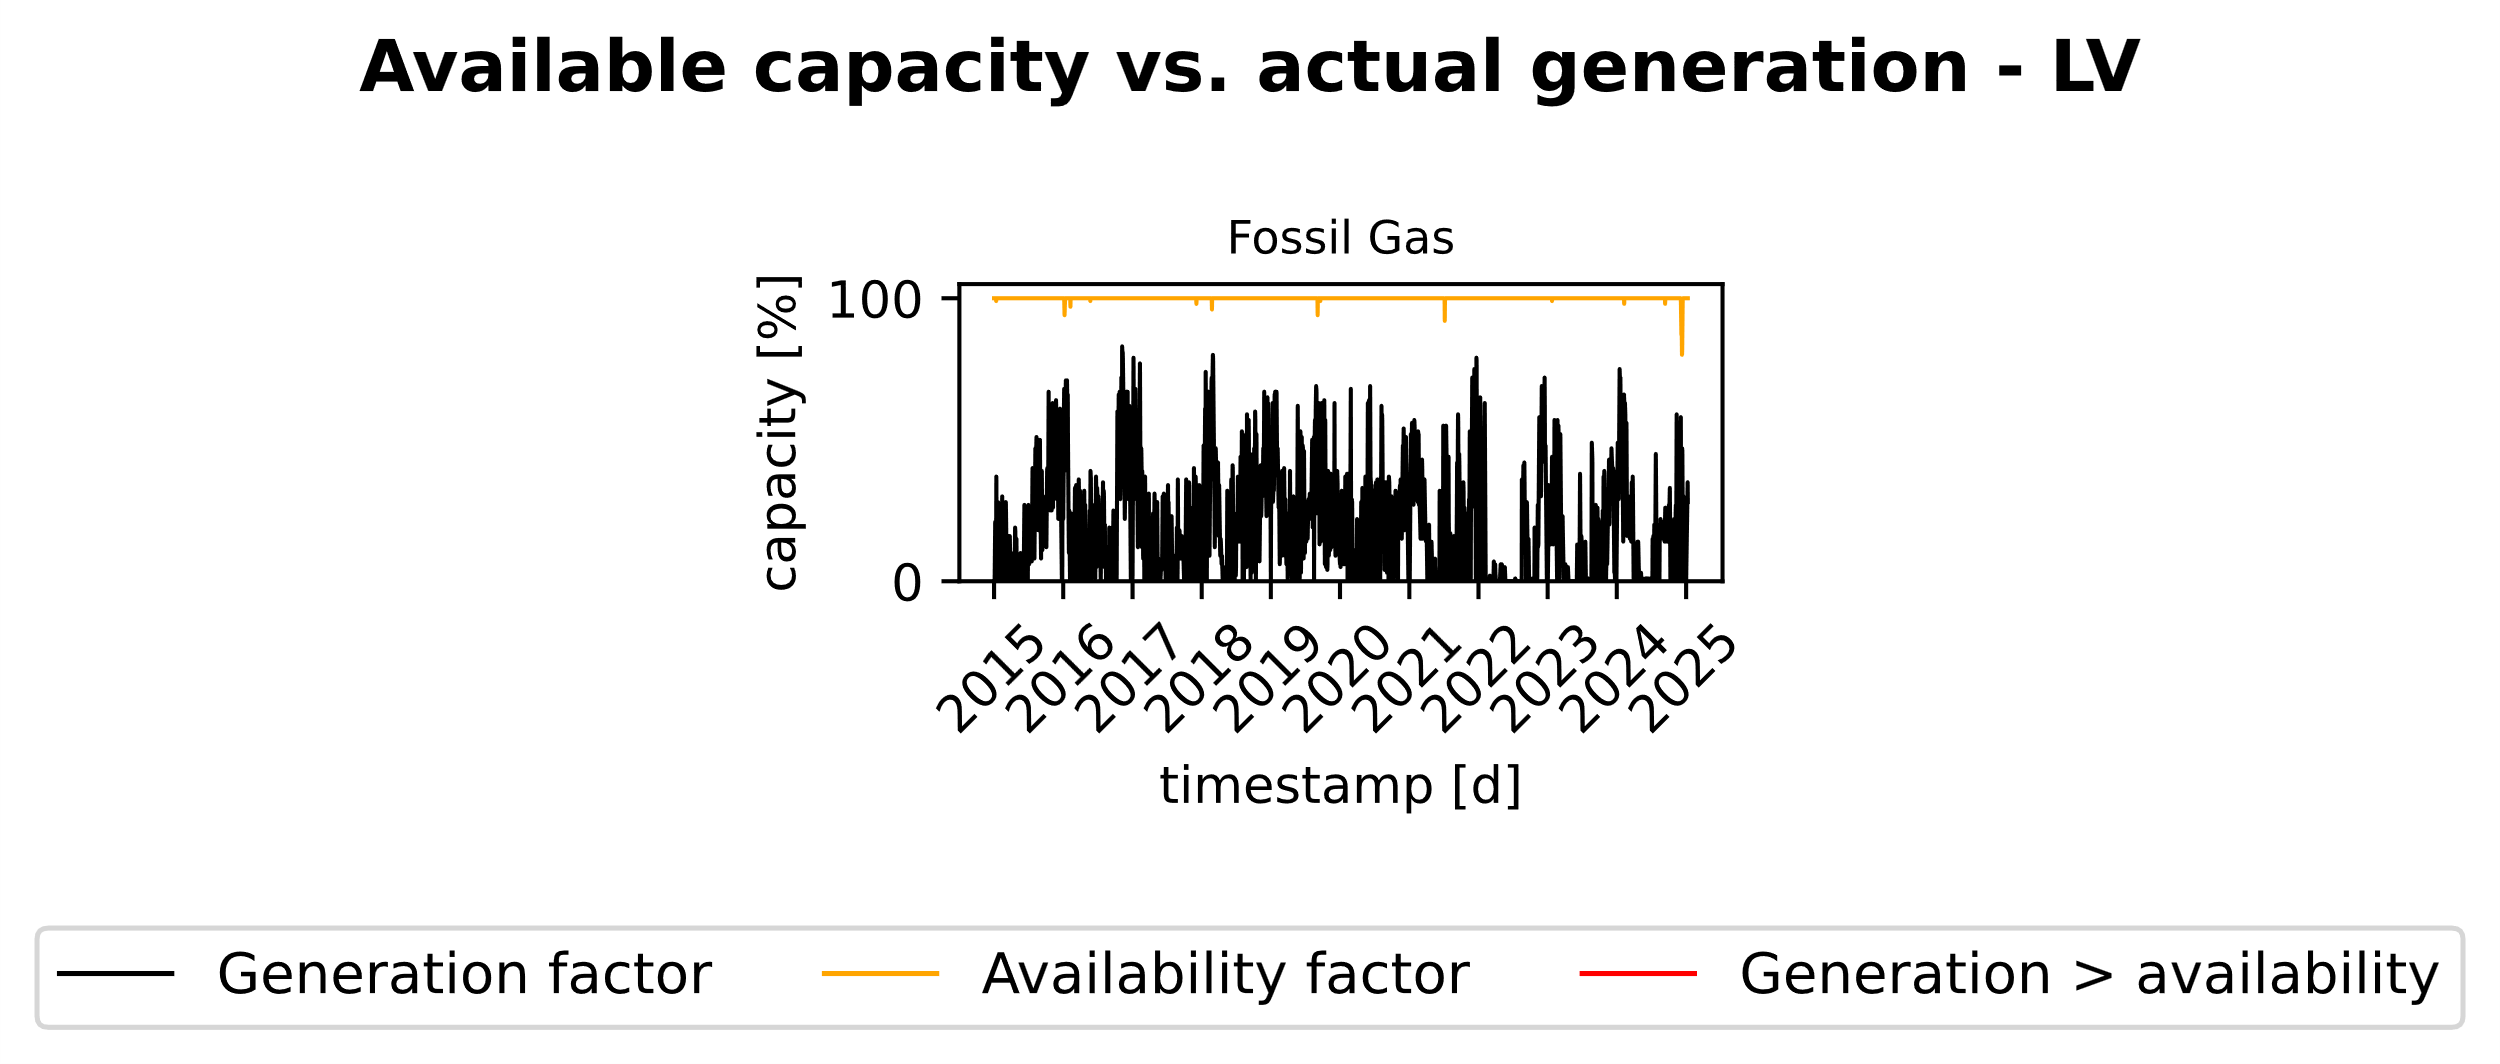 Available capacity vs. actual generation - LV
Fossil Gas
capacity [%]
100
0
2015
2016
2017
2018
2019
2020
2021
2022
2023
2024
2025
timestamp [d]
Generation factor
Availability factor
Generation > availability